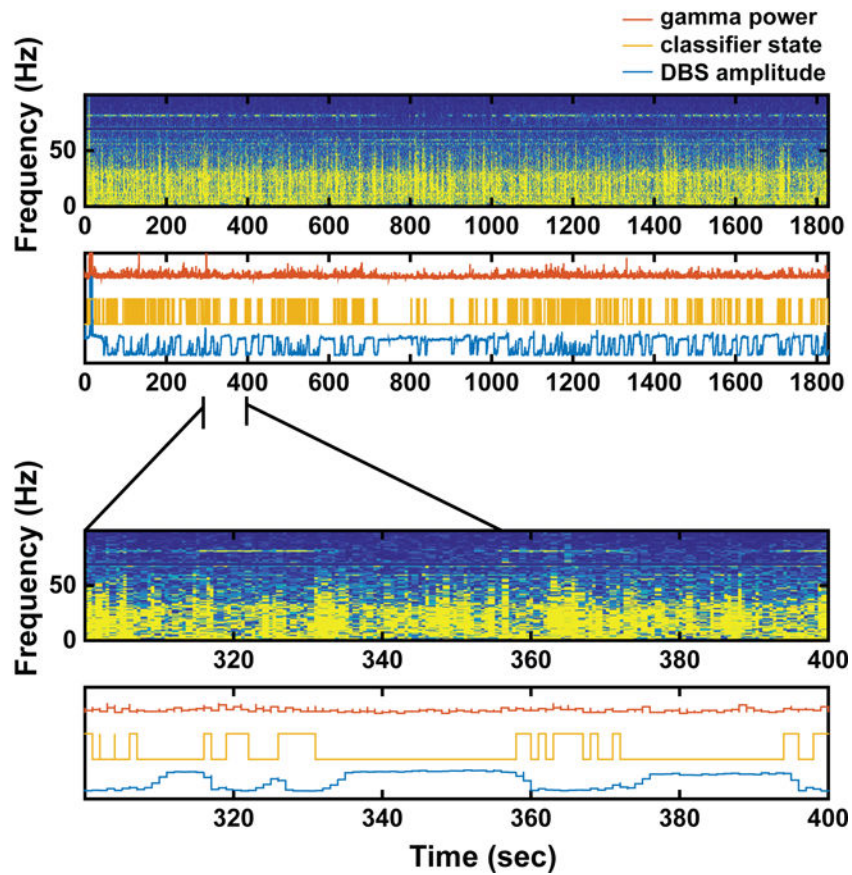 gamma power
classifier state
DBS amplitude
Frequency (Hz)
50
0
0 200 400 600 800 1000 1200 1400 1600 1800
0 200 400 600 800 1000 1200 1400 1600 1800
Frequency (Hz)
50
0
320 340 360 380 400
320 340 360 380 400
Time (sec)